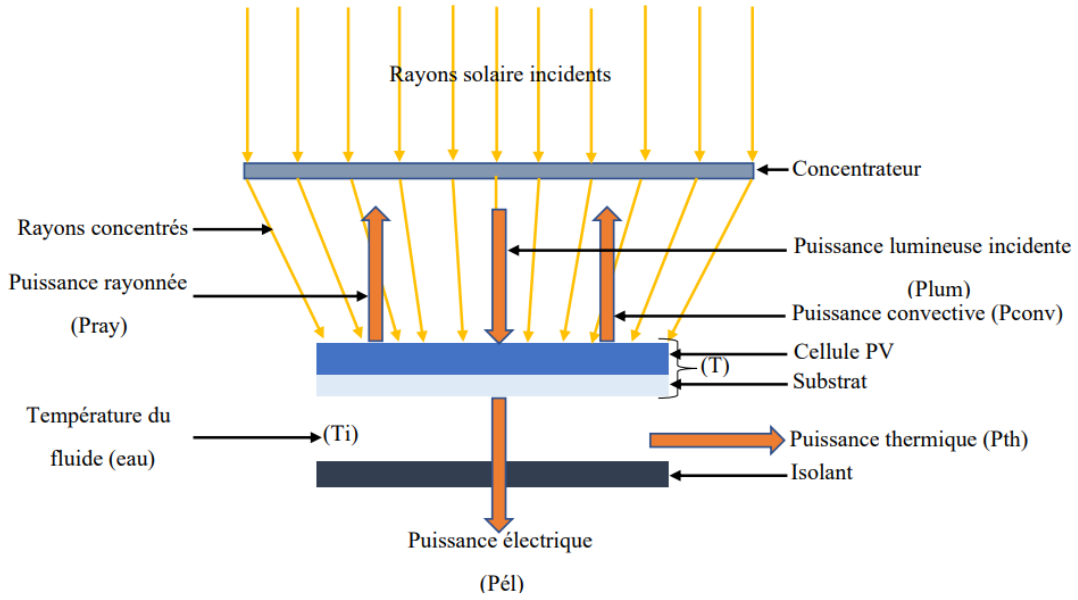 Rayons solaire incidents
Concentrateur
Rayons concentrés
Puissance rayonnée
(Pray)
Puissance lumineuse incidente
(Plum)
Puissance convective (Pconv)
Cellule PV
(T)
Substrat
Température du
fluide (eau)
(Ti)
Puissance thermique (Pth)
Isolant
Puissance électrique
(Pél)